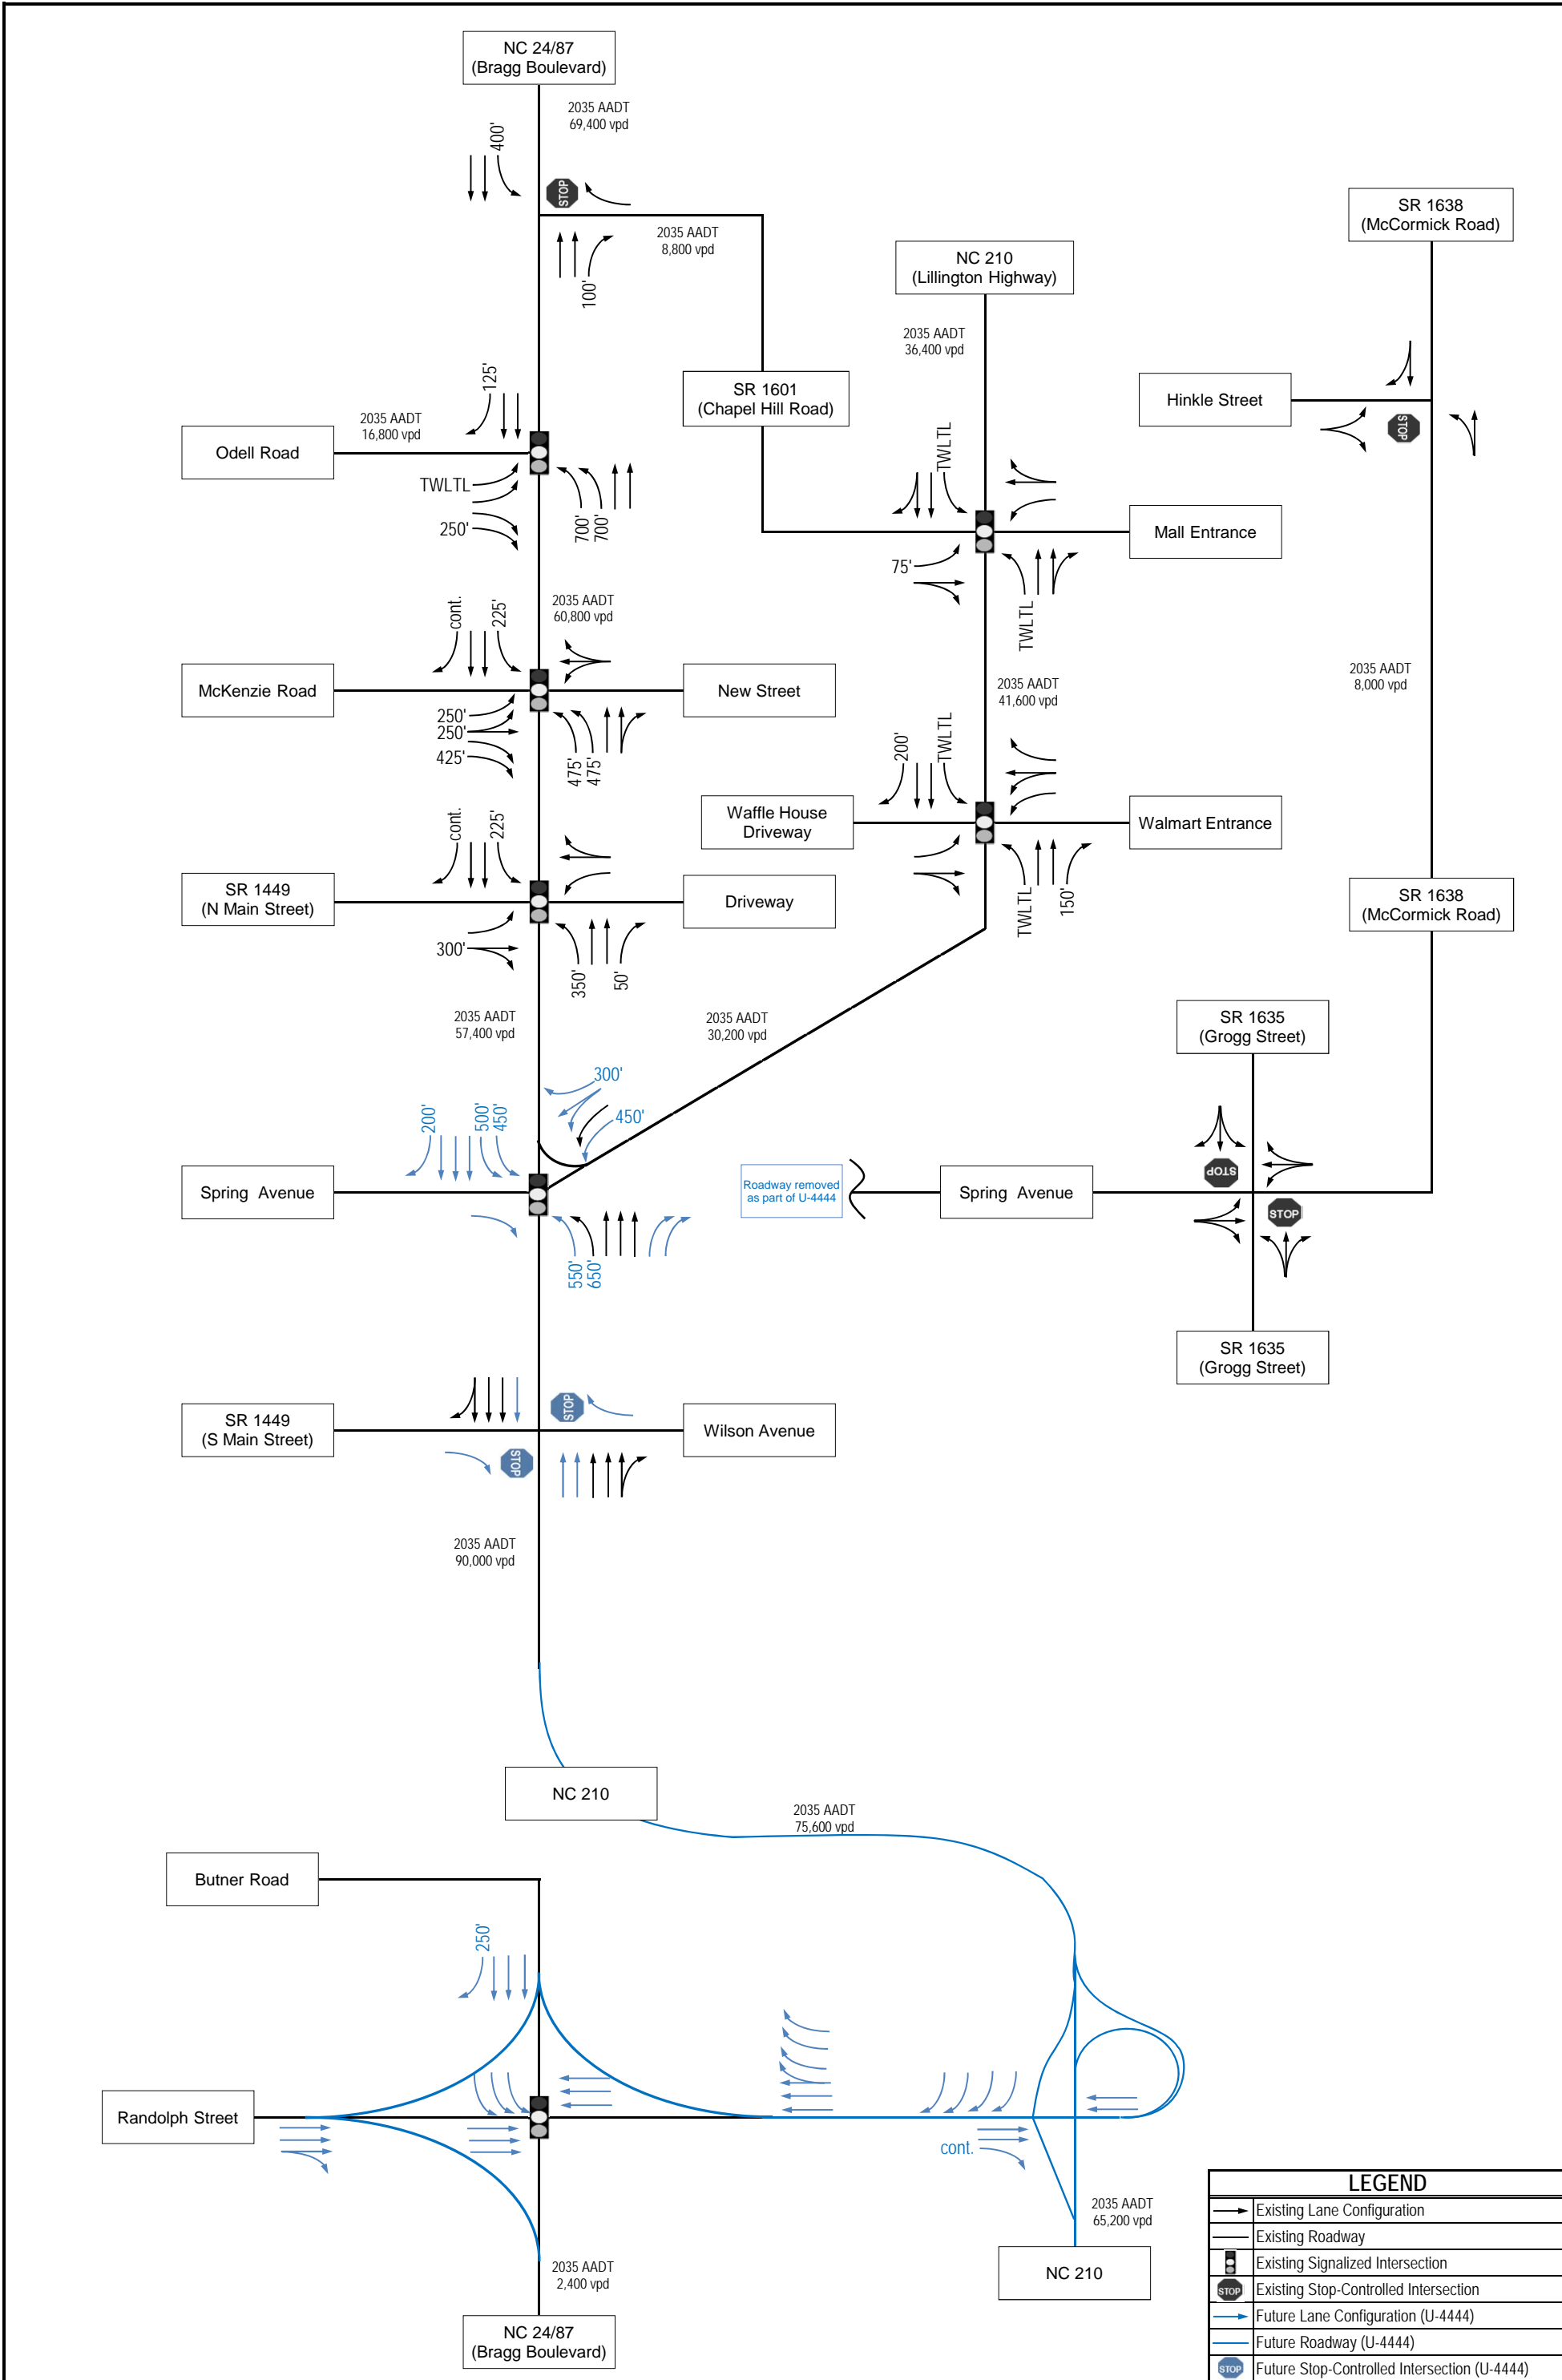 NC 24/87
(Bragg Boulevard)
2035 AADT
69,400 vpd
400'
STOP
100'
2035 AADT
8,800 vpd
SR 1638
(McCormick Road)
NC 210
(Lillington Highway)
2035 AADT
36,400 vpd
SR 1601
(Chapel Hill Road)
Hinkle Street
STOP
125'
2035 AADT
16,800 vpd
Odell Road
TWLTL
250'
700'
700'
TWLTL
Mall Entrance
75'
TWLTL
2035 AADT
60,800 vpd
cont.
225'
McKenzie Road
New Street
250'
250'
425'
475'
475'
2035 AADT
41,600 vpd
2035 AADT
8,000 vpd
200'
TWLTL
Waffle House
Driveway
Walmart Entrance
TWLTL
150'
cont.
225'
SR 1449
(N Main Street)
Driveway
300'
350'
50'
SR 1638
(McCormick Road)
2035 AADT
57,400 vpd
2035 AADT
30,200 vpd
SR 1635
(Grogg Street)
300'
450'
200'
500'
450'
Spring Avenue
550'
650'
Roadway removed
as part of U-4444
Spring Avenue
STOP
STOP
SR 1635
(Grogg Street)
SR 1449
(S Main Street)
STOP
Wilson Avenue
STOP
2035 AADT
90,000 vpd
NC 210
2035 AADT
75,600 vpd
Butner Road
250'
Randolph Street
cont.
2035 AADT
65,200 vpd
NC 210
2035 AADT
2,400 vpd
NC 24/87
(Bragg Boulevard)
LEGEND
Existing Lane Configuration
Existing Roadway
Existing Signalized Intersection
STOP Existing Stop-Controlled Intersection
Future Lane Configuration (U-4444)
Future Roadway (U-4444)
STOP Future Stop-Controlled Intersection (U-4444)